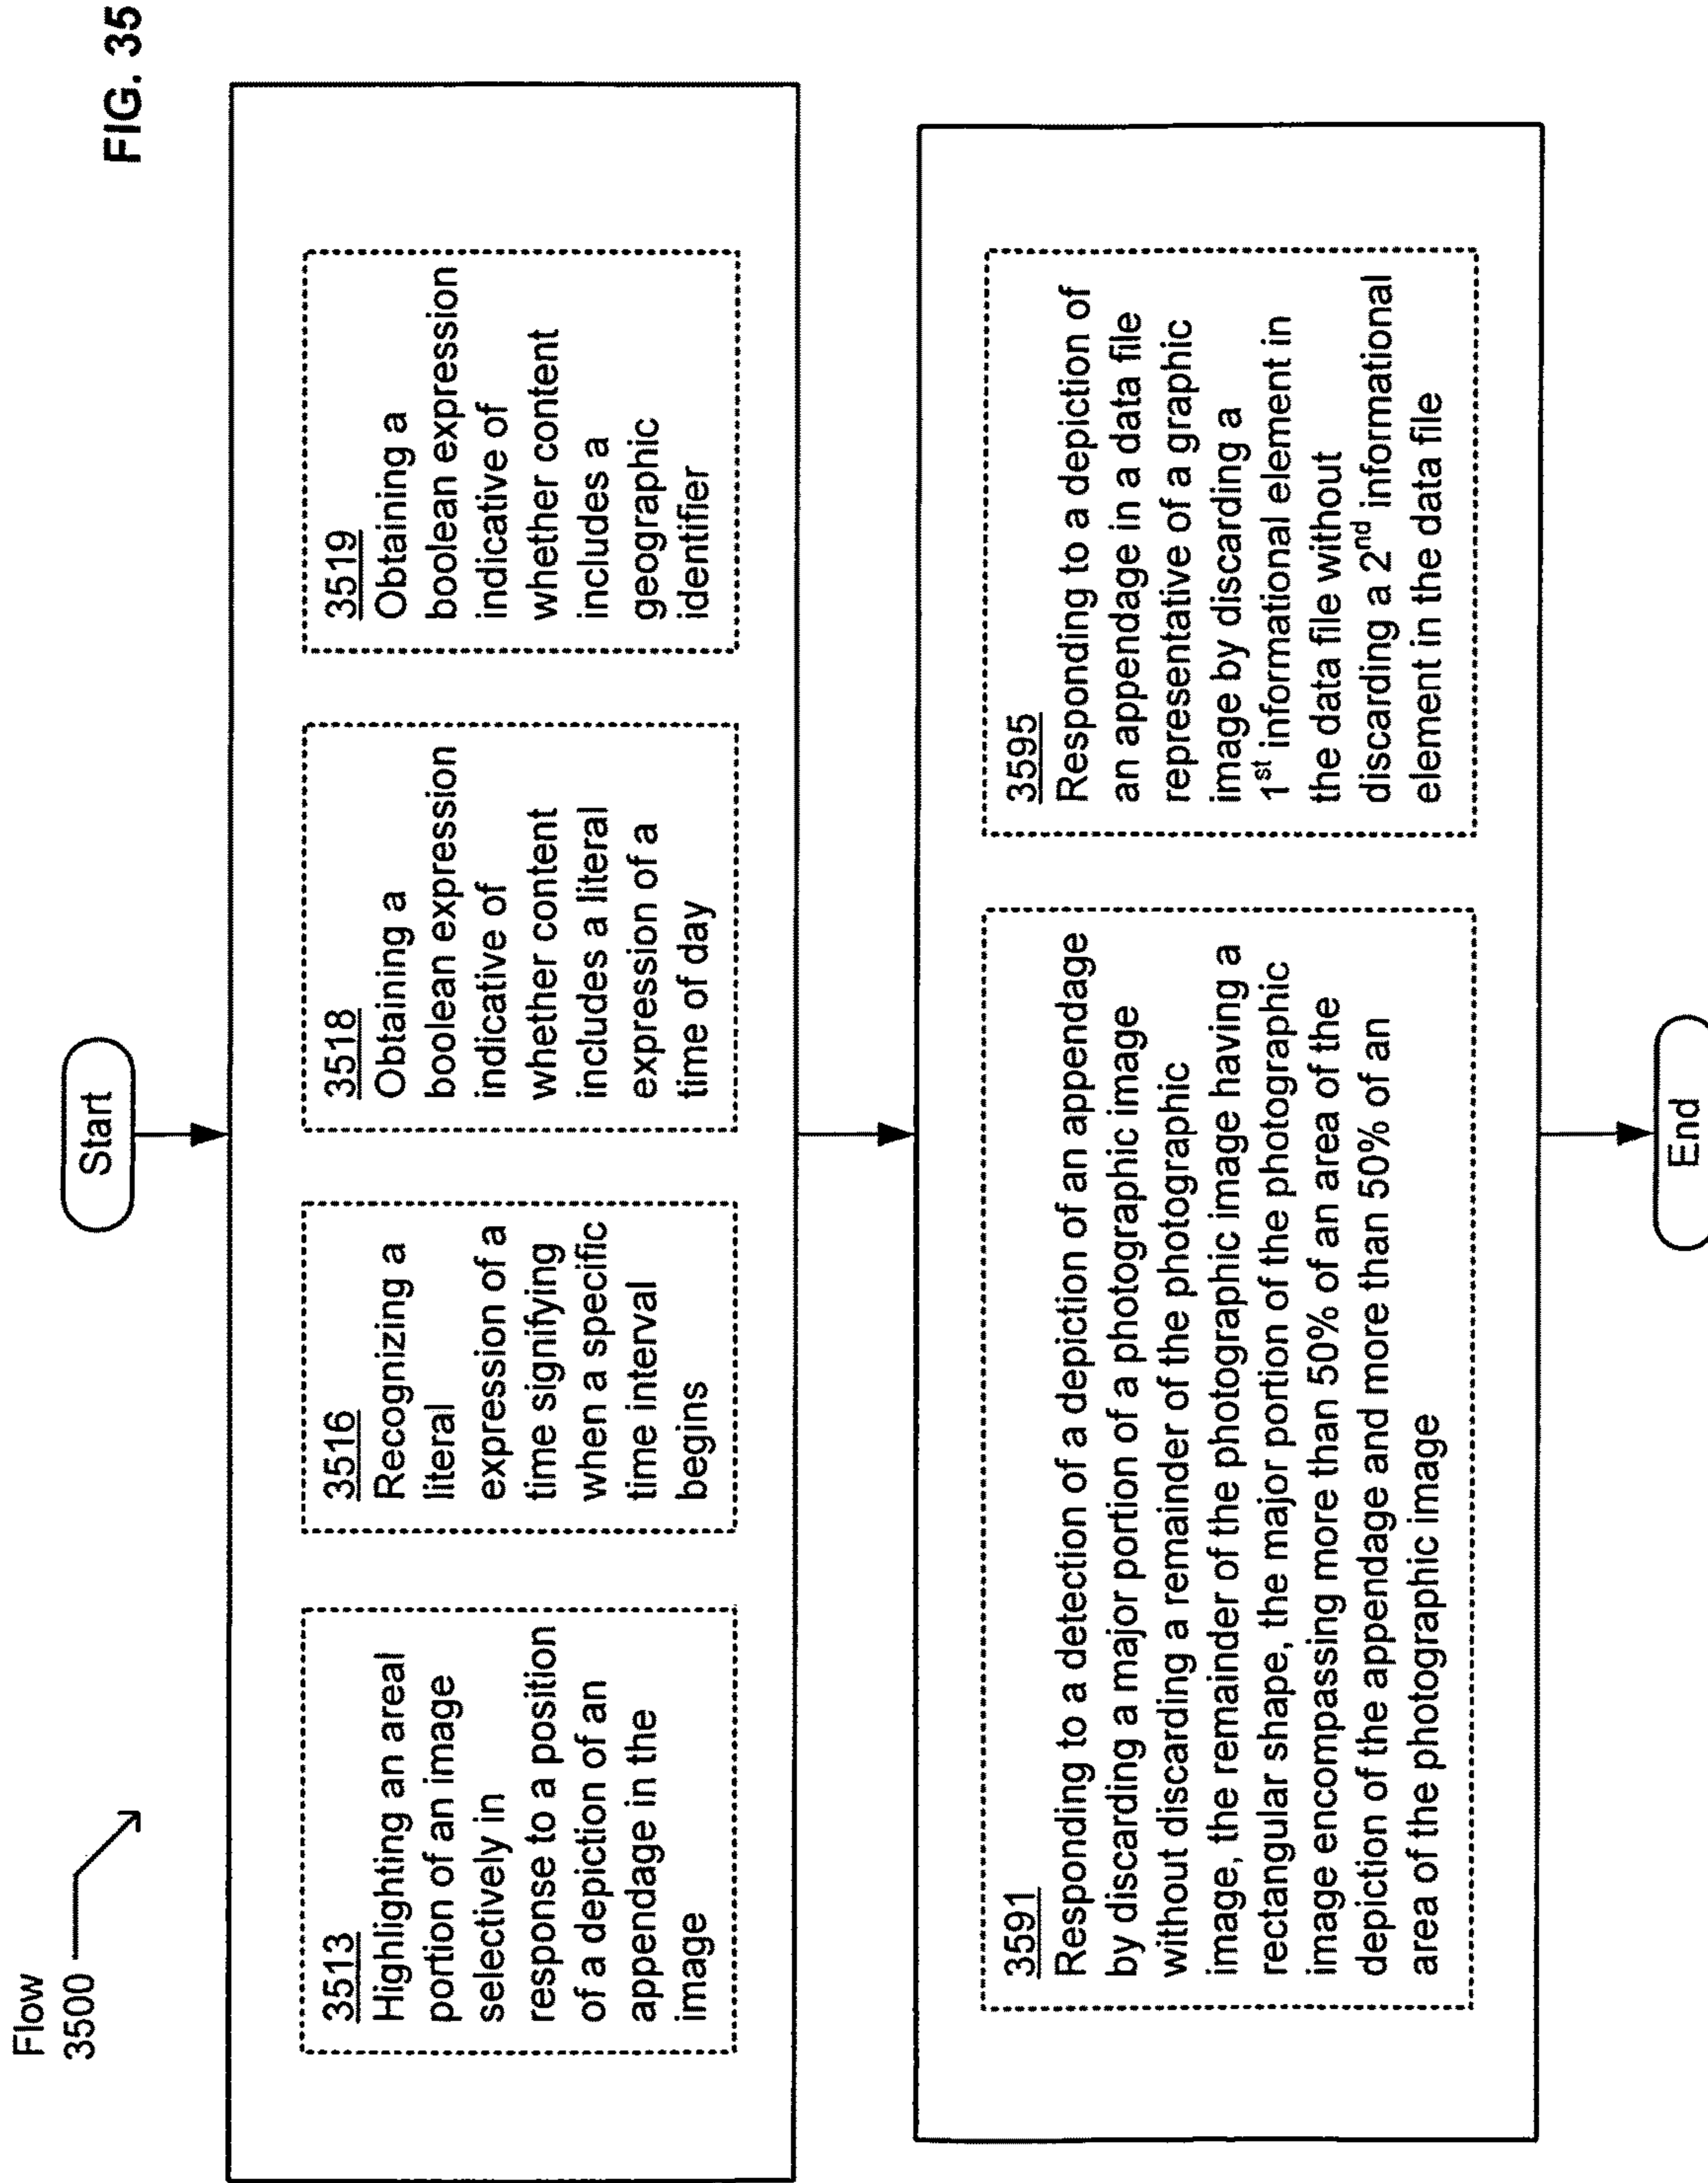 FIG. 35
Flow
3500
Start
3513
Highlighting an areal
portion of an image
selectively in
response to a position
of a depiction of an
appendage in the
image
3516
Recognizing a
literal
expression of a
time signifying
when a specific
time interval
begins
3518
Obtaining a
boolean expression
indicative of
whether content
includes a literal
expression of a
time of day
3519
Obtaining a
boolean expression
indicative of
whether content
includes a
geographic
identifier
3591
Responding to a detection of a depiction of an appendage
by discarding a major portion of a photographic image
without discarding a remainder of the photographic
image, the remainder of the photographic image having a
rectangular shape, the major portion of the photographic
image encompassing more than 50% of an area of the
depiction of the appendage and more than 50% of an
area of the photographic image
3595
Responding to a depiction of
an appendage in a data file
representative of a graphic
image by discarding a
1st informational element in
the data file without
discarding a 2nd informational
element in the data file
End